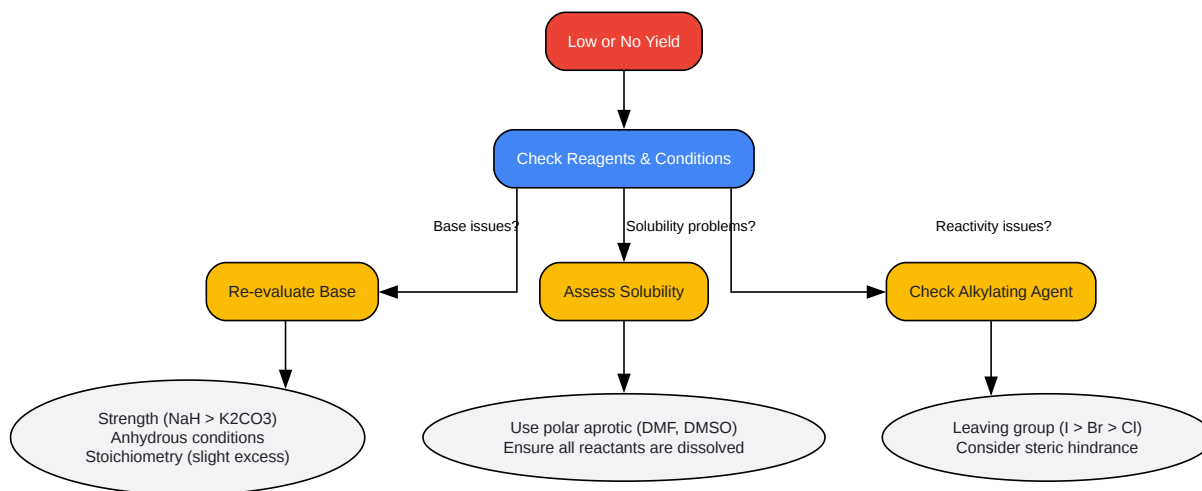 Low or No Yield
Check Reagents & Conditions
Base issues?
Solubility problems?
Reactivity issues?
Re-evaluate Base
Assess Solubility
Check Alkylating Agent
Strength (NaH > K2CO3)
Anhydrous conditions
Stoichiometry (slight excess)
Use polar aprotic (DMF, DMSO)
Ensure all reactants are dissolved
Leaving group (I > Br > Cl)
Consider steric hindrance